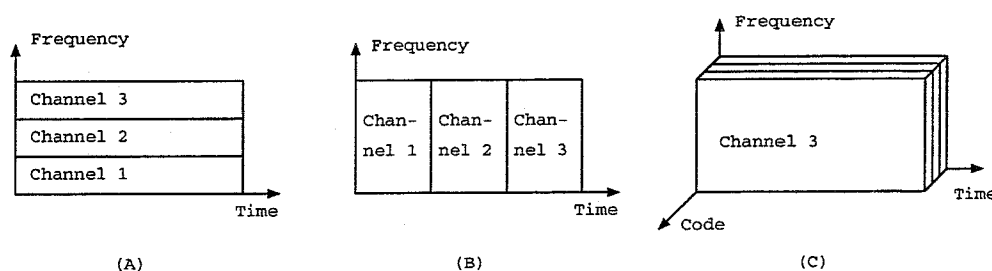 Frequency
Channel 3
Channel 2
Channel 1
Time
(A)
Frequency
Chan-
nel 1
Chan-
nel 2
Chan-
nel 3
Time
(B)
Frequency
Channel 3
Time
Code
(C)